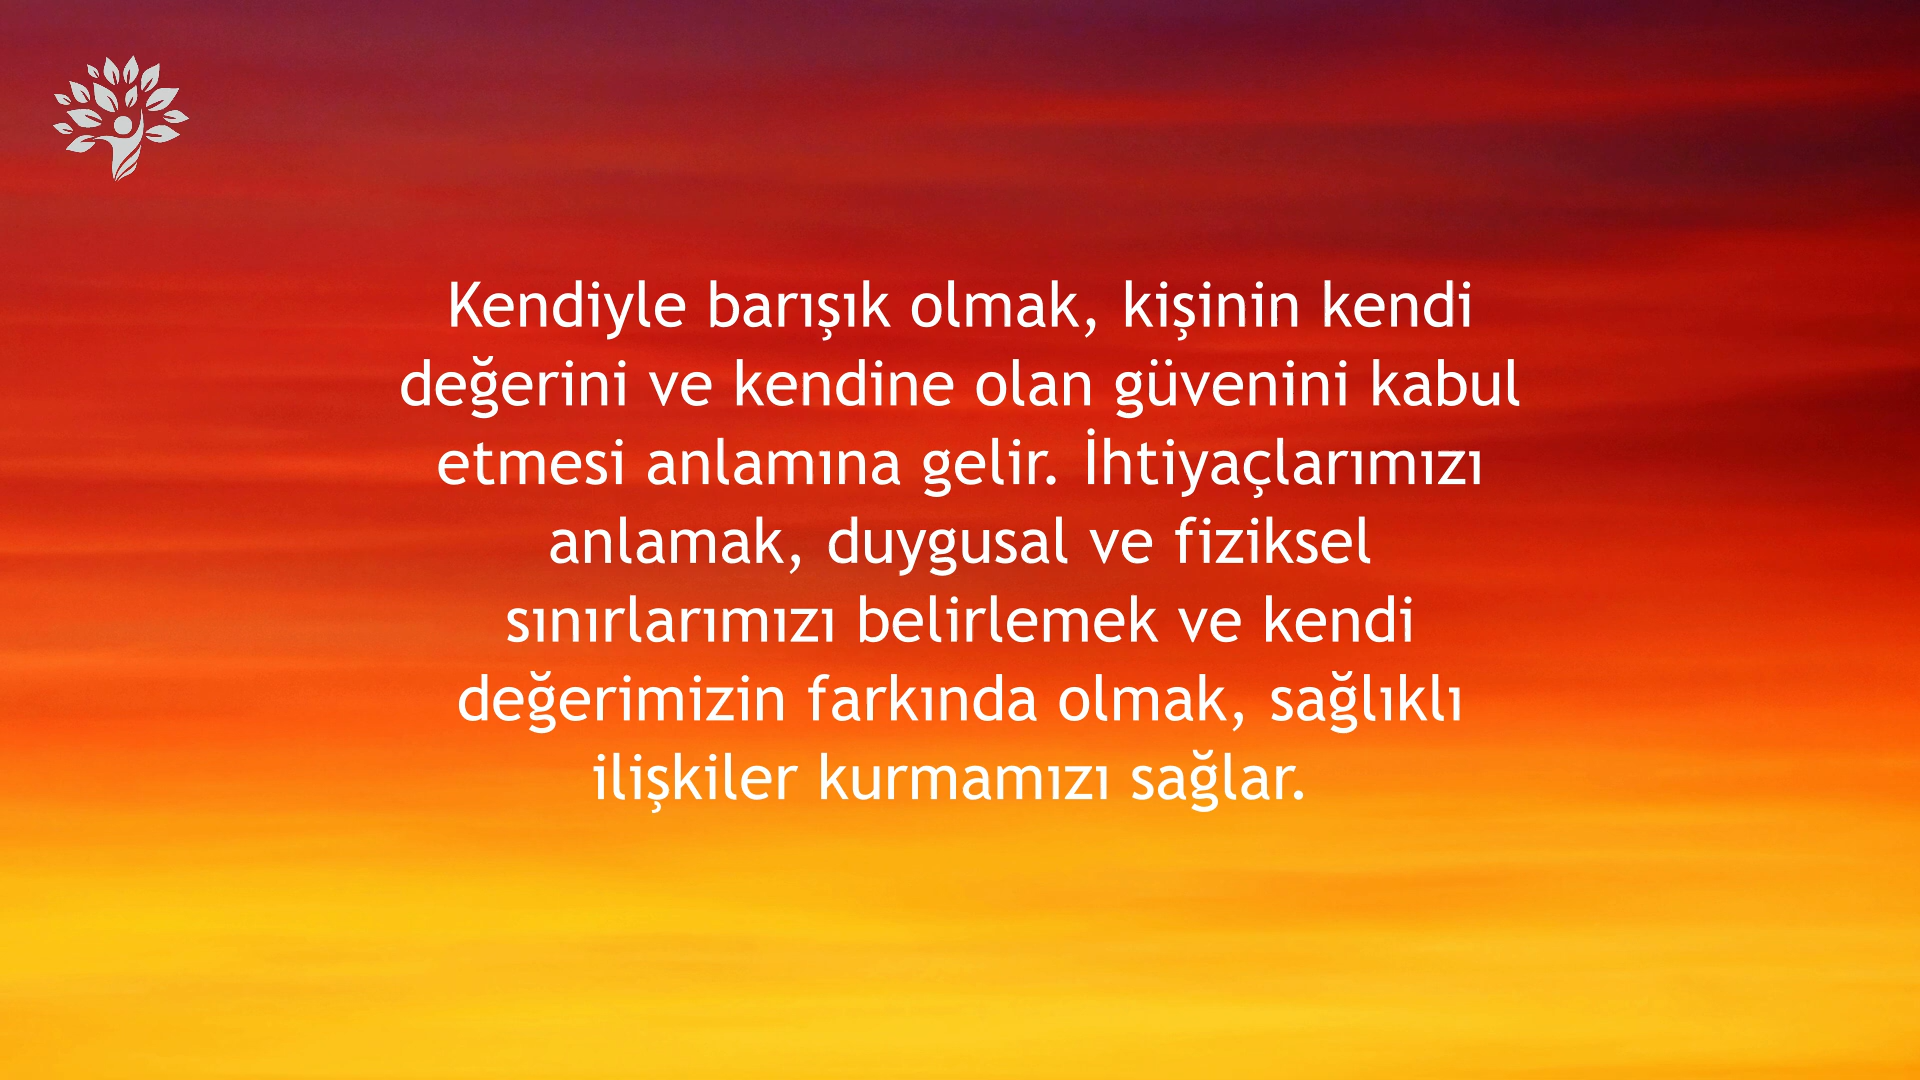 Kendiyle barışık olmak, kişinin kendi
değerini ve kendine olan güvenini kabul
etmesi anlamına gelir. İhtiyaçlarımızı
anlamak, duygusal ve fiziksel
sınırlarımızı belirlemek ve kendi
değerimizin farkında olmak, sağlıklı
ilişkiler kurmamızı sağlar.